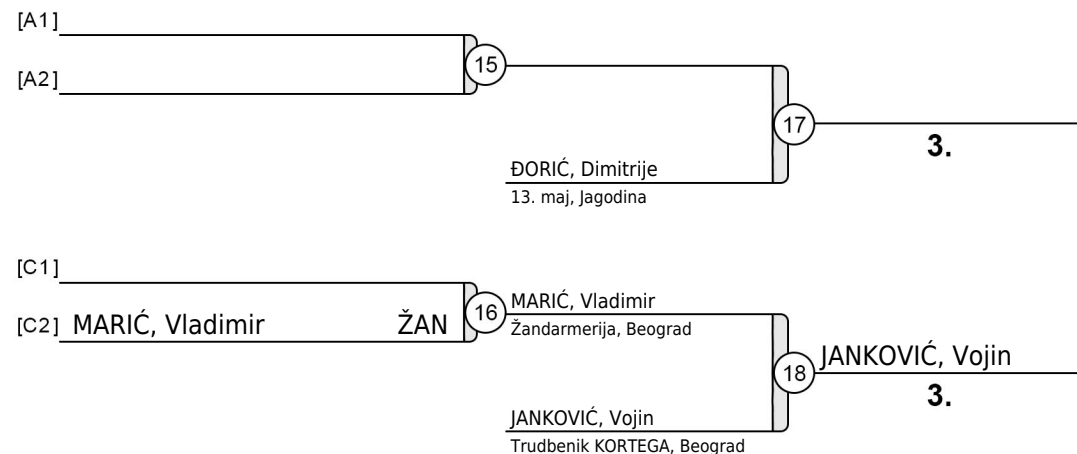 [A1]
15
[A2]
17
3.
ĐORIĆ, Dimitrije
13. maj, Jagodina
[C1]
[C2] MARIĆ, Vladimir ŽAN
16
MARIĆ, Vladimir
Žandarmerija, Beograd
18
JANKOVIĆ, Vojin
3.
JANKOVIĆ, Vojin
Trudbenik KORTEGA, Beograd